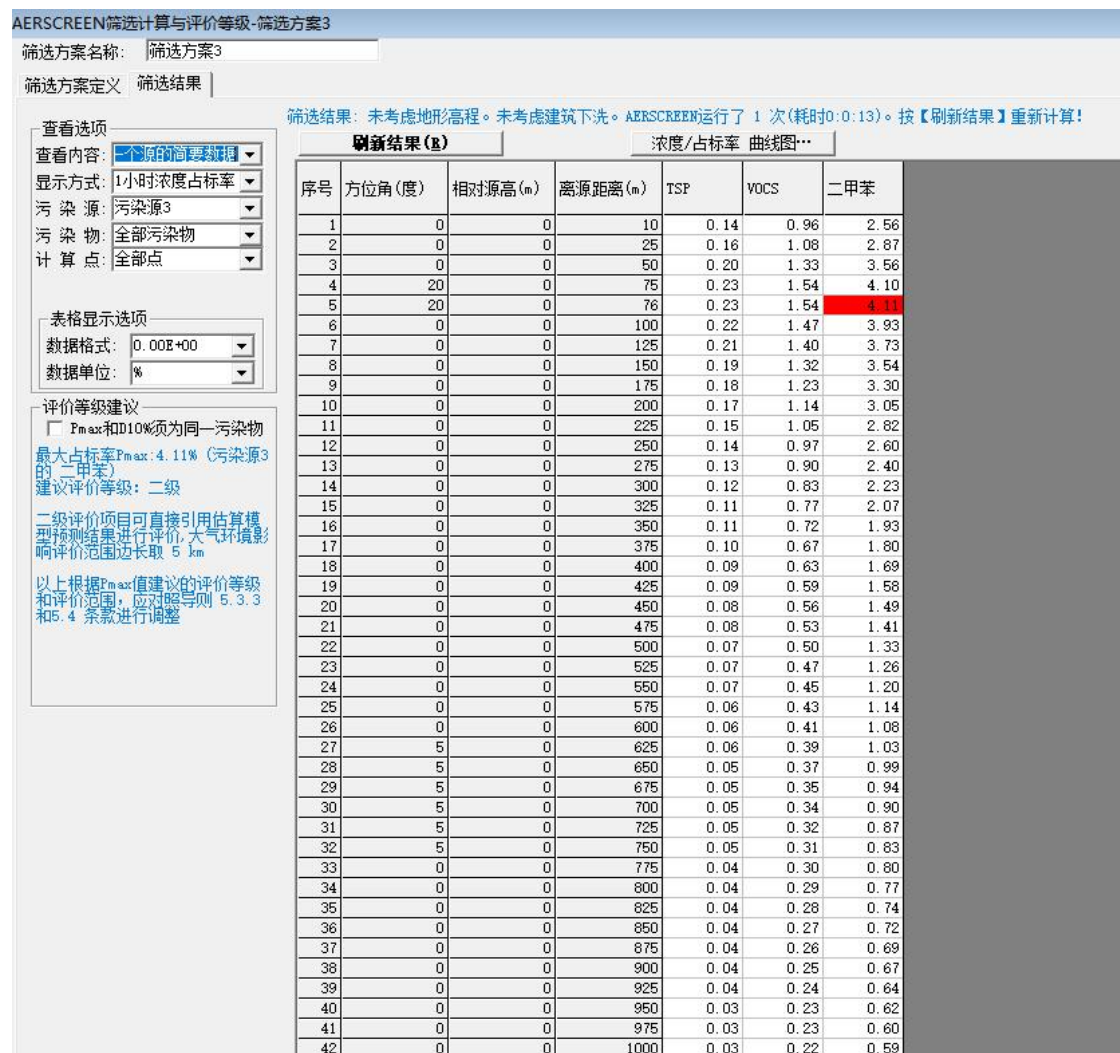 AERSCREEN筛选计算与评价等级-筛选方案3
筛选方案名称: 筛选方案3
筛选方案定义 筛选结果
筛选结果: 未考虑地形高程。未考虑建筑下洗。AERSCREEN运行了 1 次(耗时0:0:13)。按【刷新结果】重新计算!
查看选项
查看内容: 一个源的简要数据
显示方式: 1小时浓度占标率
污 染 源: 污染源3
污 染 物: 全部污染物
计 算 点: 全部点
表格显示选项
数据格式: 0.00E+00
数据单位: %
评价等级建议
Pmax和D10%须为同一污染物
最大占标率Pmax:4.11% (污染源3
的 二甲苯)
建议评价等级: 二级
二级评价项目可直接引用估算模
型预测结果进行评价,大气环境影
响评价范围边长取 5 km
以上根据Pmax值建议的评价等级
和评价范围, 应对照导则 5.3.3
和5.4 条款进行调整
刷新结果(R) 浓度/占标率 曲线图…
序号 方位角(度) 相对源高(m) 离源距离(m) TSP VOCS 二甲苯
1 0 0 10 0.14 0.96 2.56
2 0 0 25 0.16 1.08 2.87
3 0 0 50 0.20 1.33 3.56
4 20 0 75 0.23 1.54 4.10
5 20 0 76 0.23 1.54 4.11
6 0 0 100 0.22 1.47 3.93
7 0 0 125 0.21 1.40 3.73
8 0 0 150 0.19 1.32 3.54
9 0 0 175 0.18 1.23 3.30
10 0 0 200 0.17 1.14 3.05
11 0 0 225 0.15 1.05 2.82
12 0 0 250 0.14 0.97 2.60
13 0 0 275 0.13 0.90 2.40
14 0 0 300 0.12 0.83 2.23
15 0 0 325 0.11 0.77 2.07
16 0 0 350 0.11 0.72 1.93
17 0 0 375 0.10 0.67 1.80
18 0 0 400 0.09 0.63 1.69
19 0 0 425 0.09 0.59 1.58
20 0 0 450 0.08 0.56 1.49
21 0 0 475 0.08 0.53 1.41
22 0 0 500 0.07 0.50 1.33
23 0 0 525 0.07 0.47 1.26
24 0 0 550 0.07 0.45 1.20
25 0 0 575 0.06 0.43 1.14
26 0 0 600 0.06 0.41 1.08
27 5 0 625 0.06 0.39 1.03
28 5 0 650 0.05 0.37 0.99
29 5 0 675 0.05 0.35 0.94
30 5 0 700 0.05 0.34 0.90
31 5 0 725 0.05 0.32 0.87
32 5 0 750 0.05 0.31 0.83
33 0 0 775 0.04 0.30 0.80
34 0 0 800 0.04 0.29 0.77
35 0 0 825 0.04 0.28 0.74
36 0 0 850 0.04 0.27 0.72
37 0 0 875 0.04 0.26 0.69
38 0 0 900 0.04 0.25 0.67
39 0 0 925 0.04 0.24 0.64
40 0 0 950 0.03 0.23 0.62
41 0 0 975 0.03 0.23 0.60
42 0 0 1000 0.03 0.22 0.59